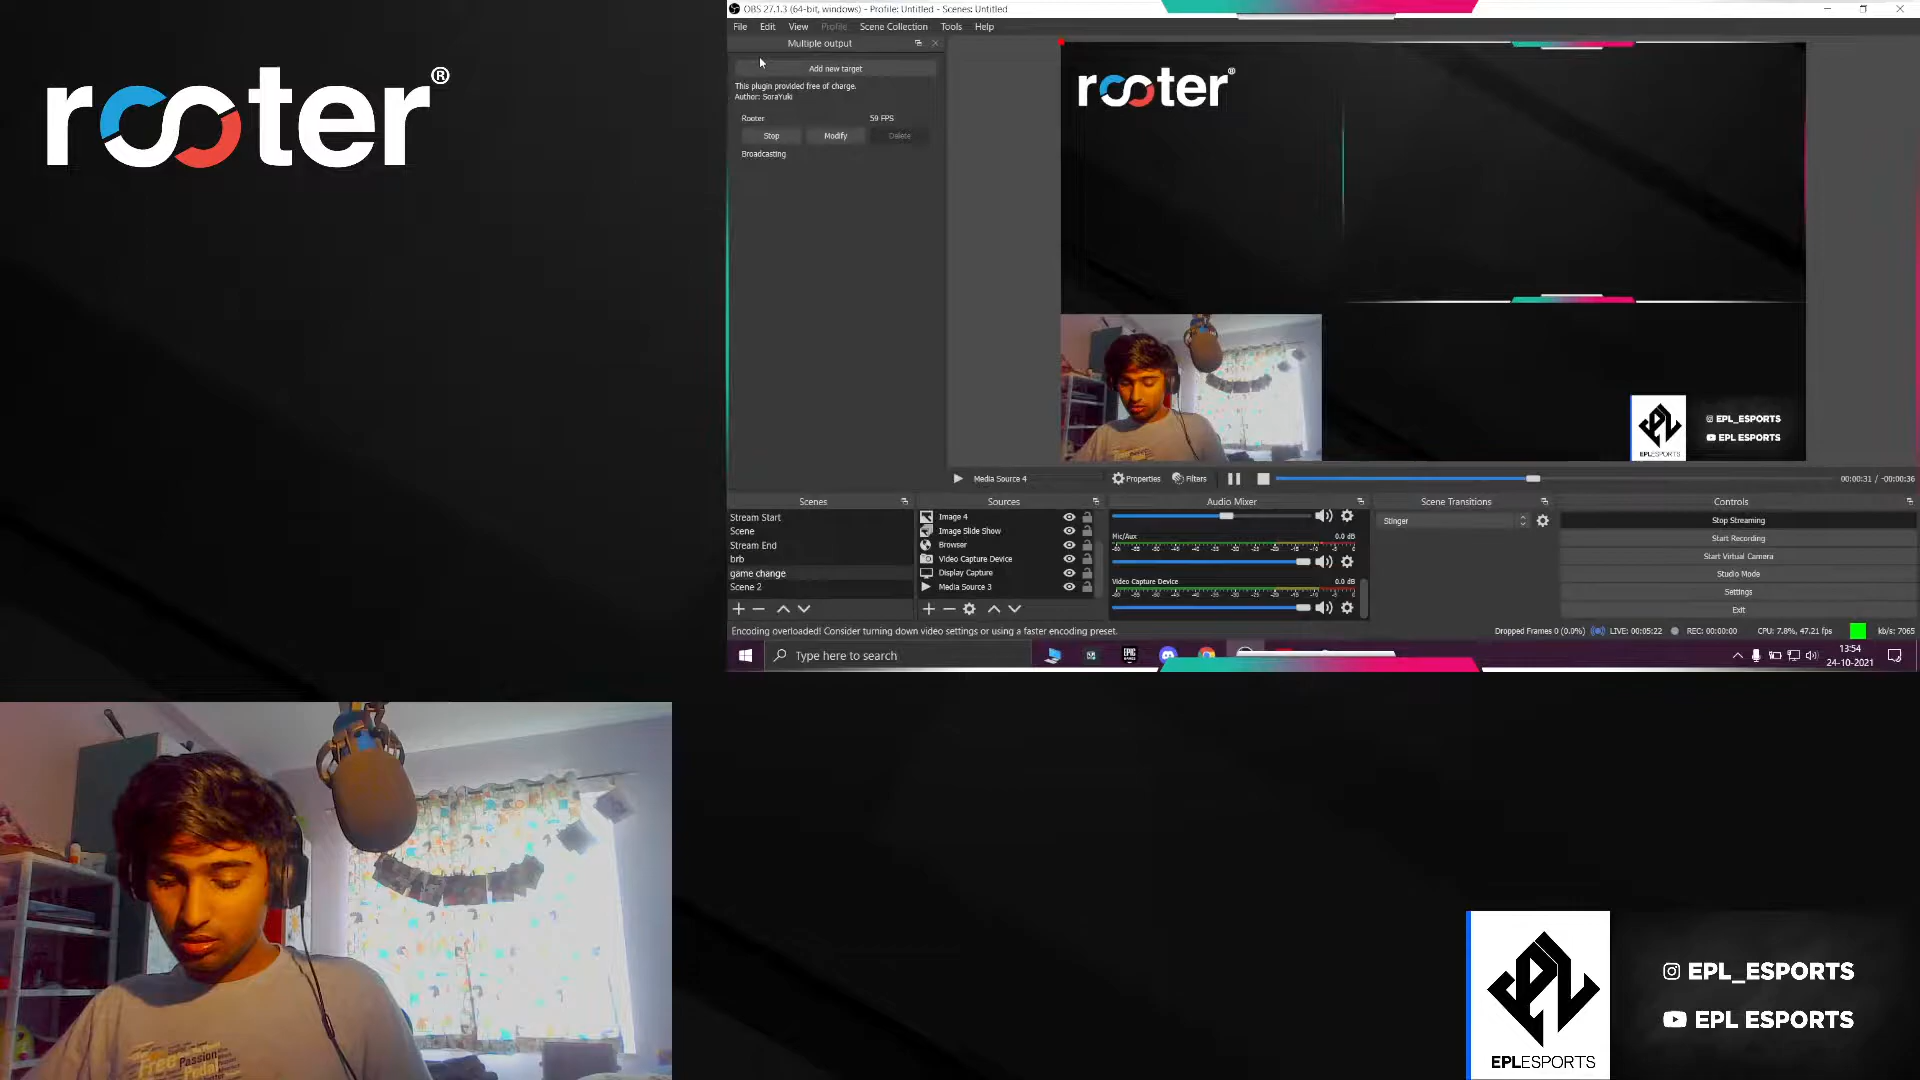 rooter®
OBS 27.1.3 (64-bit, windows) - Profile: Untitled - Scenes: Untitled
File Edit View Profile Scene Collection Tools Help
Multiple output
Add new target
This plugin provided free of charge.
Author: SoraYuki
Rooter 59 FPS
Stop Modify Delete
Broadcasting
rooter®
EPL_ESPORTS
EPL ESPORTS
EPLESPORTS
Media Source 4 Properties Filters 00:00:31 / -00:00:36
Scenes
Stream Start
Scene
Stream End
brb
game change
Scene 2
Sources
Image 4
Image Slide Show
Browser
Video Capture Device
Display Capture
Media Source 3
Audio Mixer
Mic/Aux 0.0 dB
Video Capture Device 0.0 dB
Scene Transitions
Stinger
Controls
Stop Streaming
Start Recording
Start Virtual Camera
Studio Mode
Settings
Exit
Encoding overloaded! Consider turning down video settings or using a faster encoding preset. Dropped Frames 0 (0.0%) LIVE: 00:05:22 REC: 00:00:00 CPU: 7.8%, 47.21 fps kb/s: 7065
Type here to search
EPIC
13:54
24-10-2021
Passion
EPL_ESPORTS
EPL ESPORTS
EPLESPORTS